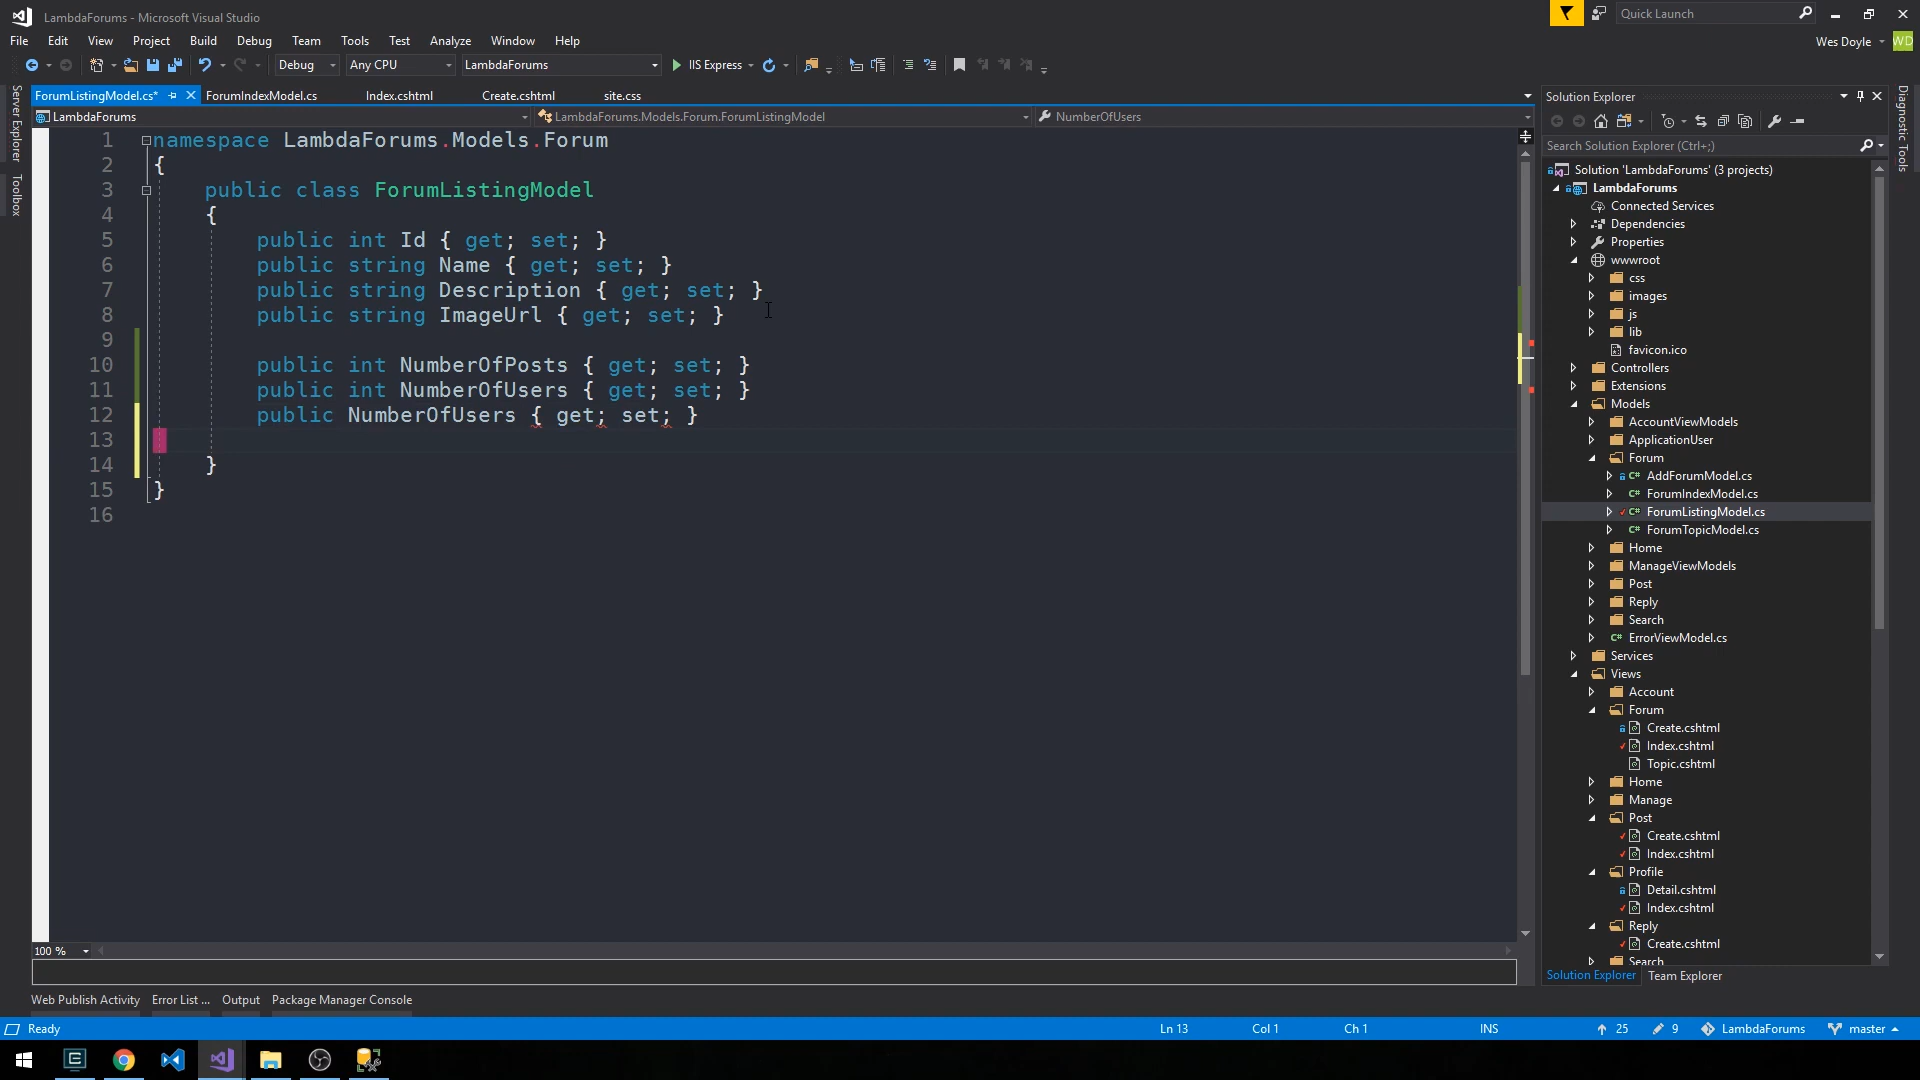 LambdaForums - Microsoft Visual Studio
Quick Launch
File Edit View Project Build Debug Team Tools Test Analyze Window Help
Wes Doyle WD
Debug Any CPU LambdaForums IIS Express
ForumListingModel.cs* ForumIndexModel.cs Index.cshtml Create.cshtml site.css
LambdaForums LambdaForums.Models.Forum.ForumListingModel NumberOfUsers
Server Explorer
Toolbox
1 namespace LambdaForums.Models.Forum
2 {
3 public class ForumListingModel
4 {
5 public int Id { get; set; }
6 public string Name { get; set; }
7 public string Description { get; set; }
8 public string ImageUrl { get; set; }
9
10 public int NumberOfPosts { get; set; }
11 public int NumberOfUsers { get; set; }
12 public NumberOfUsers { get; set; }
13
14 }
15 }
16
100 %
Solution Explorer
Search Solution Explorer (Ctrl+;)
Solution 'LambdaForums' (3 projects)
LambdaForums
Connected Services
Dependencies
Properties
wwwroot
css
images
js
lib
favicon.ico
Controllers
Extensions
Models
AccountViewModels
ApplicationUser
Forum
C# AddForumModel.cs
C# ForumIndexModel.cs
C# ForumListingModel.cs
C# ForumTopicModel.cs
Home
ManageViewModels
Post
Reply
Search
C# ErrorViewModel.cs
Services
Views
Account
Forum
Create.cshtml
Index.cshtml
Topic.cshtml
Home
Manage
Post
Create.cshtml
Index.cshtml
Profile
Detail.cshtml
Index.cshtml
Reply
Create.cshtml
Search
Solution Explorer Team Explorer
Diagnostic Tools
Web Publish Activity Error List ... Output Package Manager Console
Ready Ln 13 Col 1 Ch 1 INS 25 9 LambdaForums master